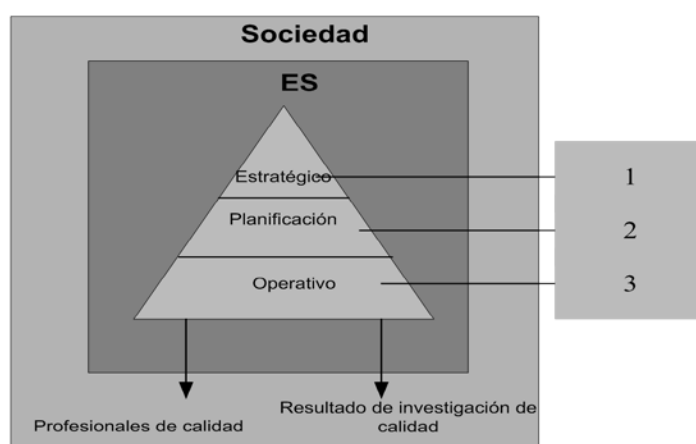 Sociedad
ES
Estratégico
1
Planificación
2
Operativo
3
Profesionales de calidad
Resultado de investigación de
calidad